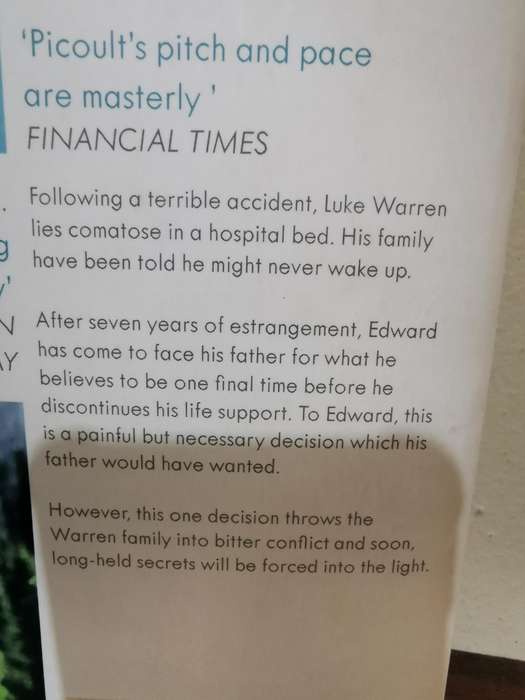 'Picoult's pitch and pace
are masterly'
FINANCIAL TIMES
Following a terrible accident, Luke Warren
lies comatose in a hospital bed. His family
have been told he might never wake up.
After seven years of estrangement, Edward
has come to face his father for what he
believes to be one final time before he
discontinues his life support. To Edward, this
is a painful but necessary decision which his
father would have wanted.
However, this one decision throws the
Warren family into bitter conflict and soon,
long-held secrets will be forced into the light.